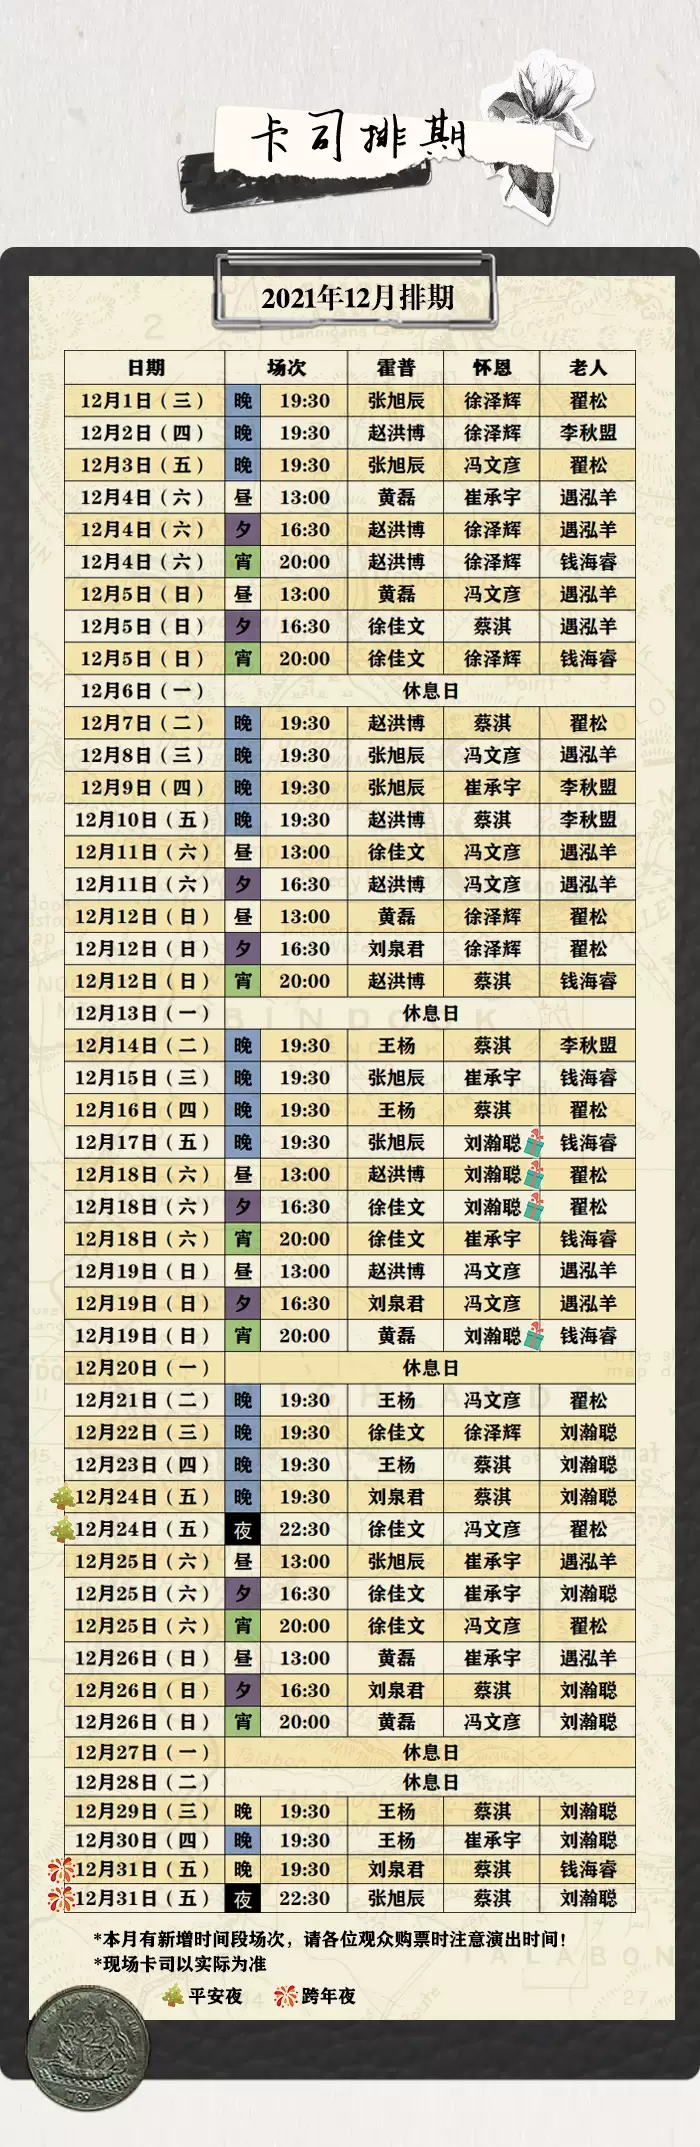 卡司排期
2021年12月排期
日期 场次 霍普 怀恩 老人
12月1日（三） 晚 19:30 张旭辰 徐泽辉 翟松
12月2日（四） 晚 19:30 赵洪博 徐泽辉 李秋盟
12月3日（五） 晚 19:30 张旭辰 冯文彦 翟松
12月4日（六） 昼 13:00 黄磊 崔承宇 遇泓羊
12月4日（六） 夕 16:30 赵洪博 徐泽辉 遇泓羊
12月4日（六） 宵 20:00 赵洪博 徐泽辉 钱海睿
12月5日（日） 昼 13:00 黄磊 冯文彦 遇泓羊
12月5日（日） 夕 16:30 徐佳文 蔡淇 遇泓羊
12月5日（日） 宵 20:00 徐佳文 徐泽辉 钱海睿
12月6日（一） 休息日
12月7日（二） 晚 19:30 赵洪博 蔡淇 翟松
12月8日（三） 晚 19:30 张旭辰 冯文彦 遇泓羊
12月9日（四） 晚 19:30 张旭辰 崔承宇 李秋盟
12月10日（五） 晚 19:30 赵洪博 蔡淇 李秋盟
12月11日（六） 昼 13:00 徐佳文 冯文彦 遇泓羊
12月11日（六） 夕 16:30 赵洪博 冯文彦 遇泓羊
12月12日（日） 昼 13:00 黄磊 徐泽辉 翟松
12月12日（日） 夕 16:30 刘泉君 徐泽辉 翟松
12月12日（日） 宵 20:00 赵洪博 蔡淇 钱海睿
12月13日（一） 休息日
12月14日（二） 晚 19:30 王杨 蔡淇 李秋盟
12月15日（三） 晚 19:30 张旭辰 崔承宇 钱海睿
12月16日（四） 晚 19:30 王杨 蔡淇 翟松
12月17日（五） 晚 19:30 张旭辰 刘瀚聪 钱海睿
12月18日（六） 昼 13:00 赵洪博 刘瀚聪 翟松
12月18日（六） 夕 16:30 徐佳文 刘瀚聪 翟松
12月18日（六） 宵 20:00 徐佳文 崔承宇 钱海睿
12月19日（日） 昼 13:00 赵洪博 冯文彦 遇泓羊
12月19日（日） 夕 16:30 刘泉君 冯文彦 遇泓羊
12月19日（日） 宵 20:00 黄磊 刘瀚聪 钱海睿
12月20日（一） 休息日
12月21日（二） 晚 19:30 王杨 冯文彦 翟松
12月22日（三） 晚 19:30 徐佳文 徐泽辉 刘瀚聪
12月23日（四） 晚 19:30 王杨 蔡淇 刘瀚聪
12月24日（五） 晚 19:30 刘泉君 蔡淇 刘瀚聪
12月24日（五） 夜 22:30 徐佳文 冯文彦 翟松
12月25日（六） 昼 13:00 张旭辰 崔承宇 遇泓羊
12月25日（六） 夕 16:30 徐佳文 崔承宇 刘瀚聪
12月25日（六） 宵 20:00 徐佳文 冯文彦 翟松
12月26日（日） 昼 13:00 黄磊 崔承宇 遇泓羊
12月26日（日） 夕 16:30 刘泉君 蔡淇 刘瀚聪
12月26日（日） 宵 20:00 黄磊 冯文彦 刘瀚聪
12月27日（一） 休息日
12月28日（二） 休息日
12月29日（三） 晚 19:30 王杨 蔡淇 刘瀚聪
12月30日（四） 晚 19:30 王杨 崔承宇 刘瀚聪
12月31日（五） 晚 19:30 刘泉君 蔡淇 钱海睿
12月31日（五） 夜 22:30 张旭辰 蔡淇 刘瀚聪
*本月有新增时间段场次，请各位观众购票时注意演出时间！
*现场卡司以实际为准
平安夜 跨年夜
1789